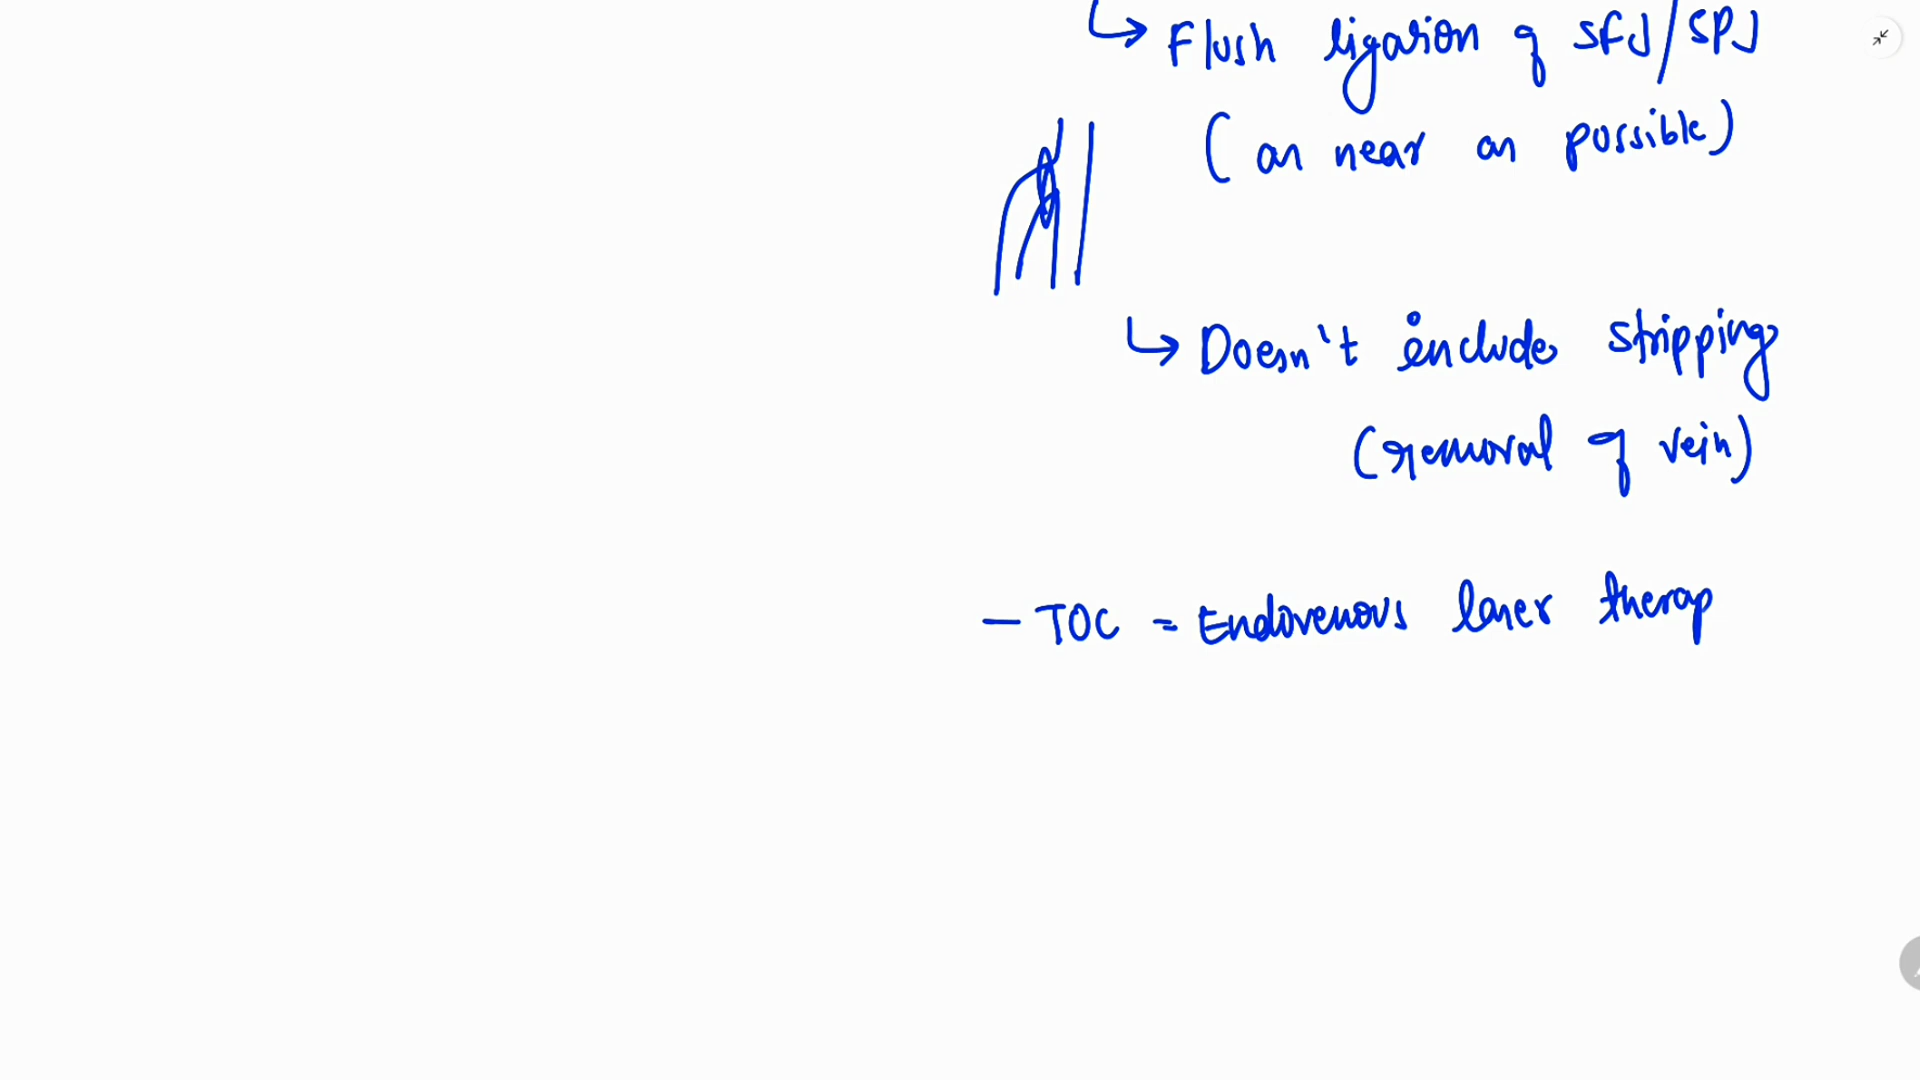 ↳ Flush ligation of SFJ/SPJ
(as near as possible)
↳ Doesn't include stripping
(removal of vein)
- TOC = Endovenous laser therap